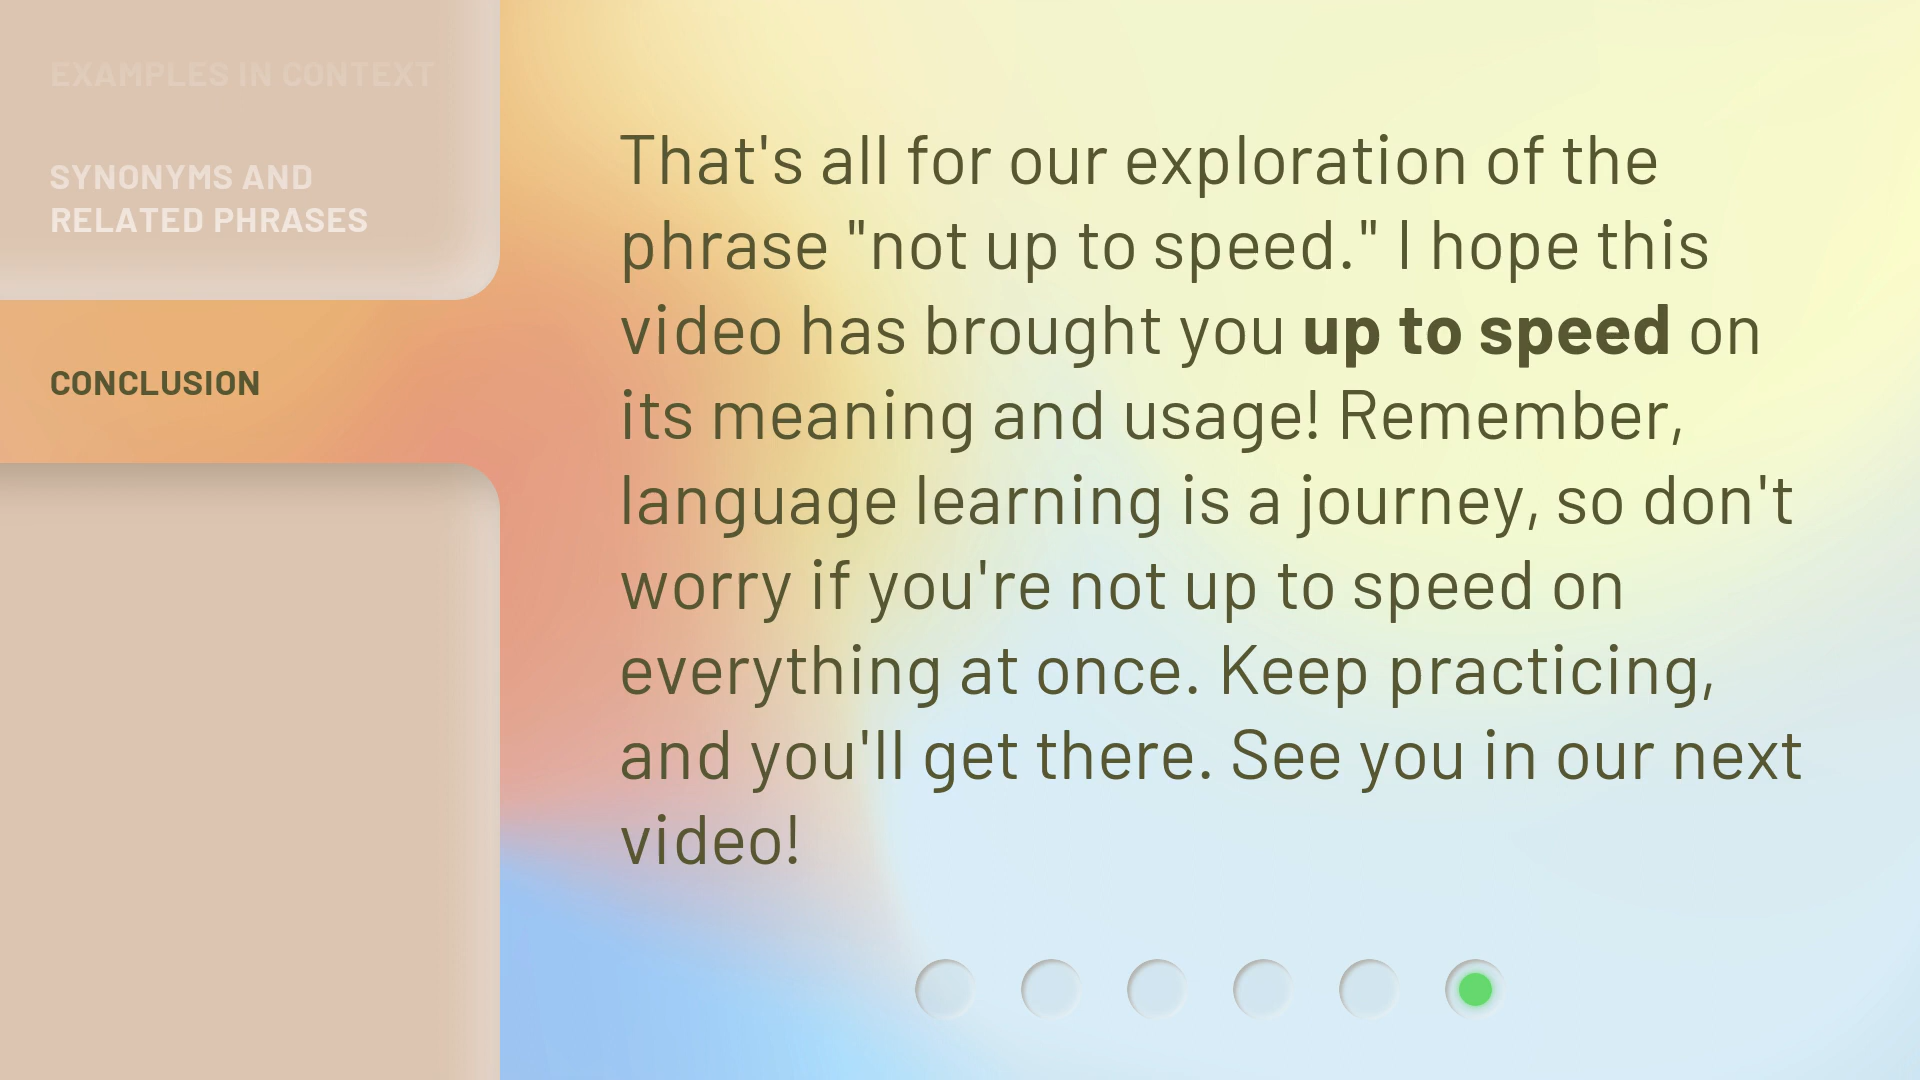 EXAMPLES IN CONTEXT
SYNONYMS AND
RELATED PHRASES
CONCLUSION
That's all for our exploration of the
phrase "not up to speed." I hope this
video has brought you up to speed on
its meaning and usage! Remember,
language learning is a journey, so don't
worry if you're not up to speed on
everything at once. Keep practicing,
and you'll get there. See you in our next
video!